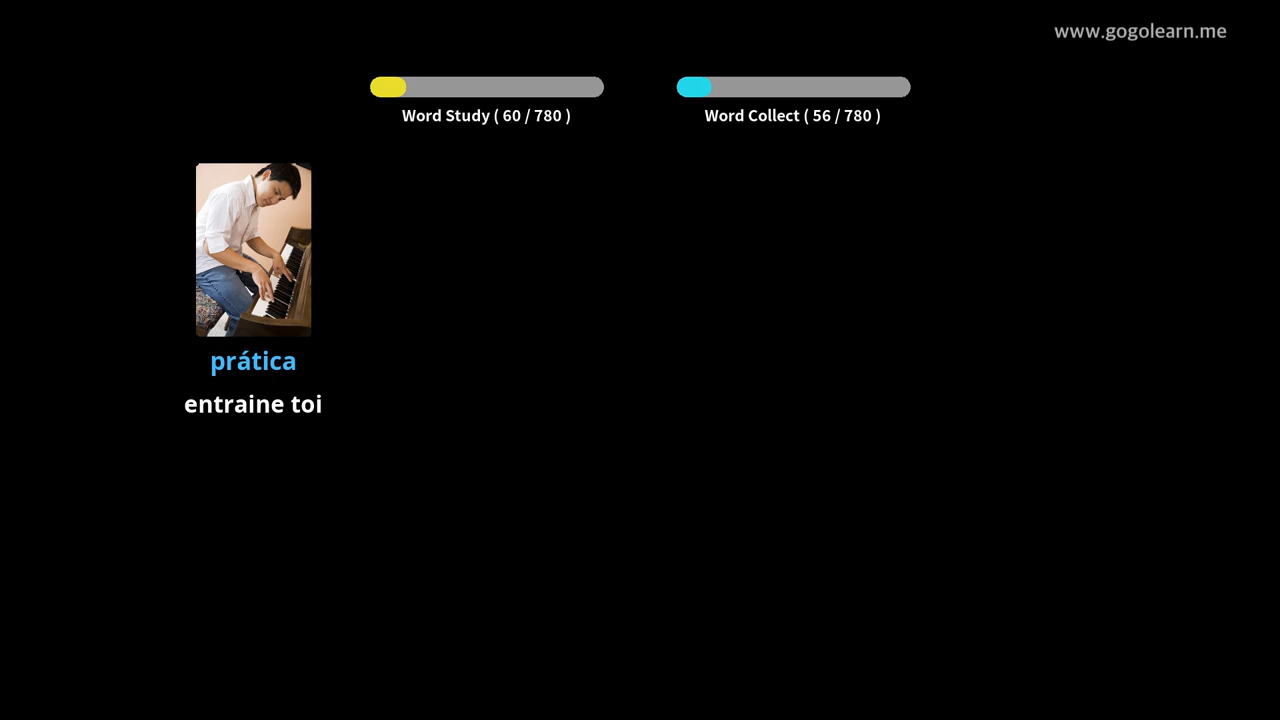 www.gogolearn.me
Word Study ( 60 / 780 )
Word Collect ( 56 / 780 )
prática
entraine toi